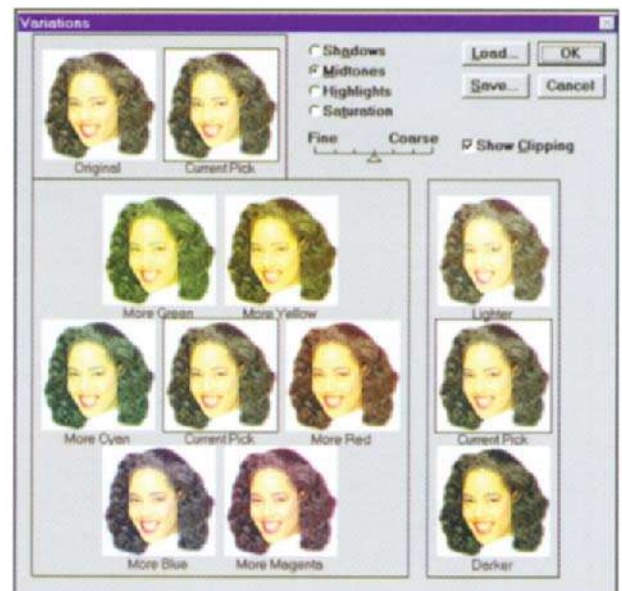 Variations
Original
Current Pick
Shadows
Midtones
Highlights
Saturation
Fine Coarse
Load...
OK
Save...
Cancel
Show Clipping
More Green
More Yellow
More Cyan
Current Pick
More Red
More Blue
More Magenta
Lighter
Current Pick
Darker